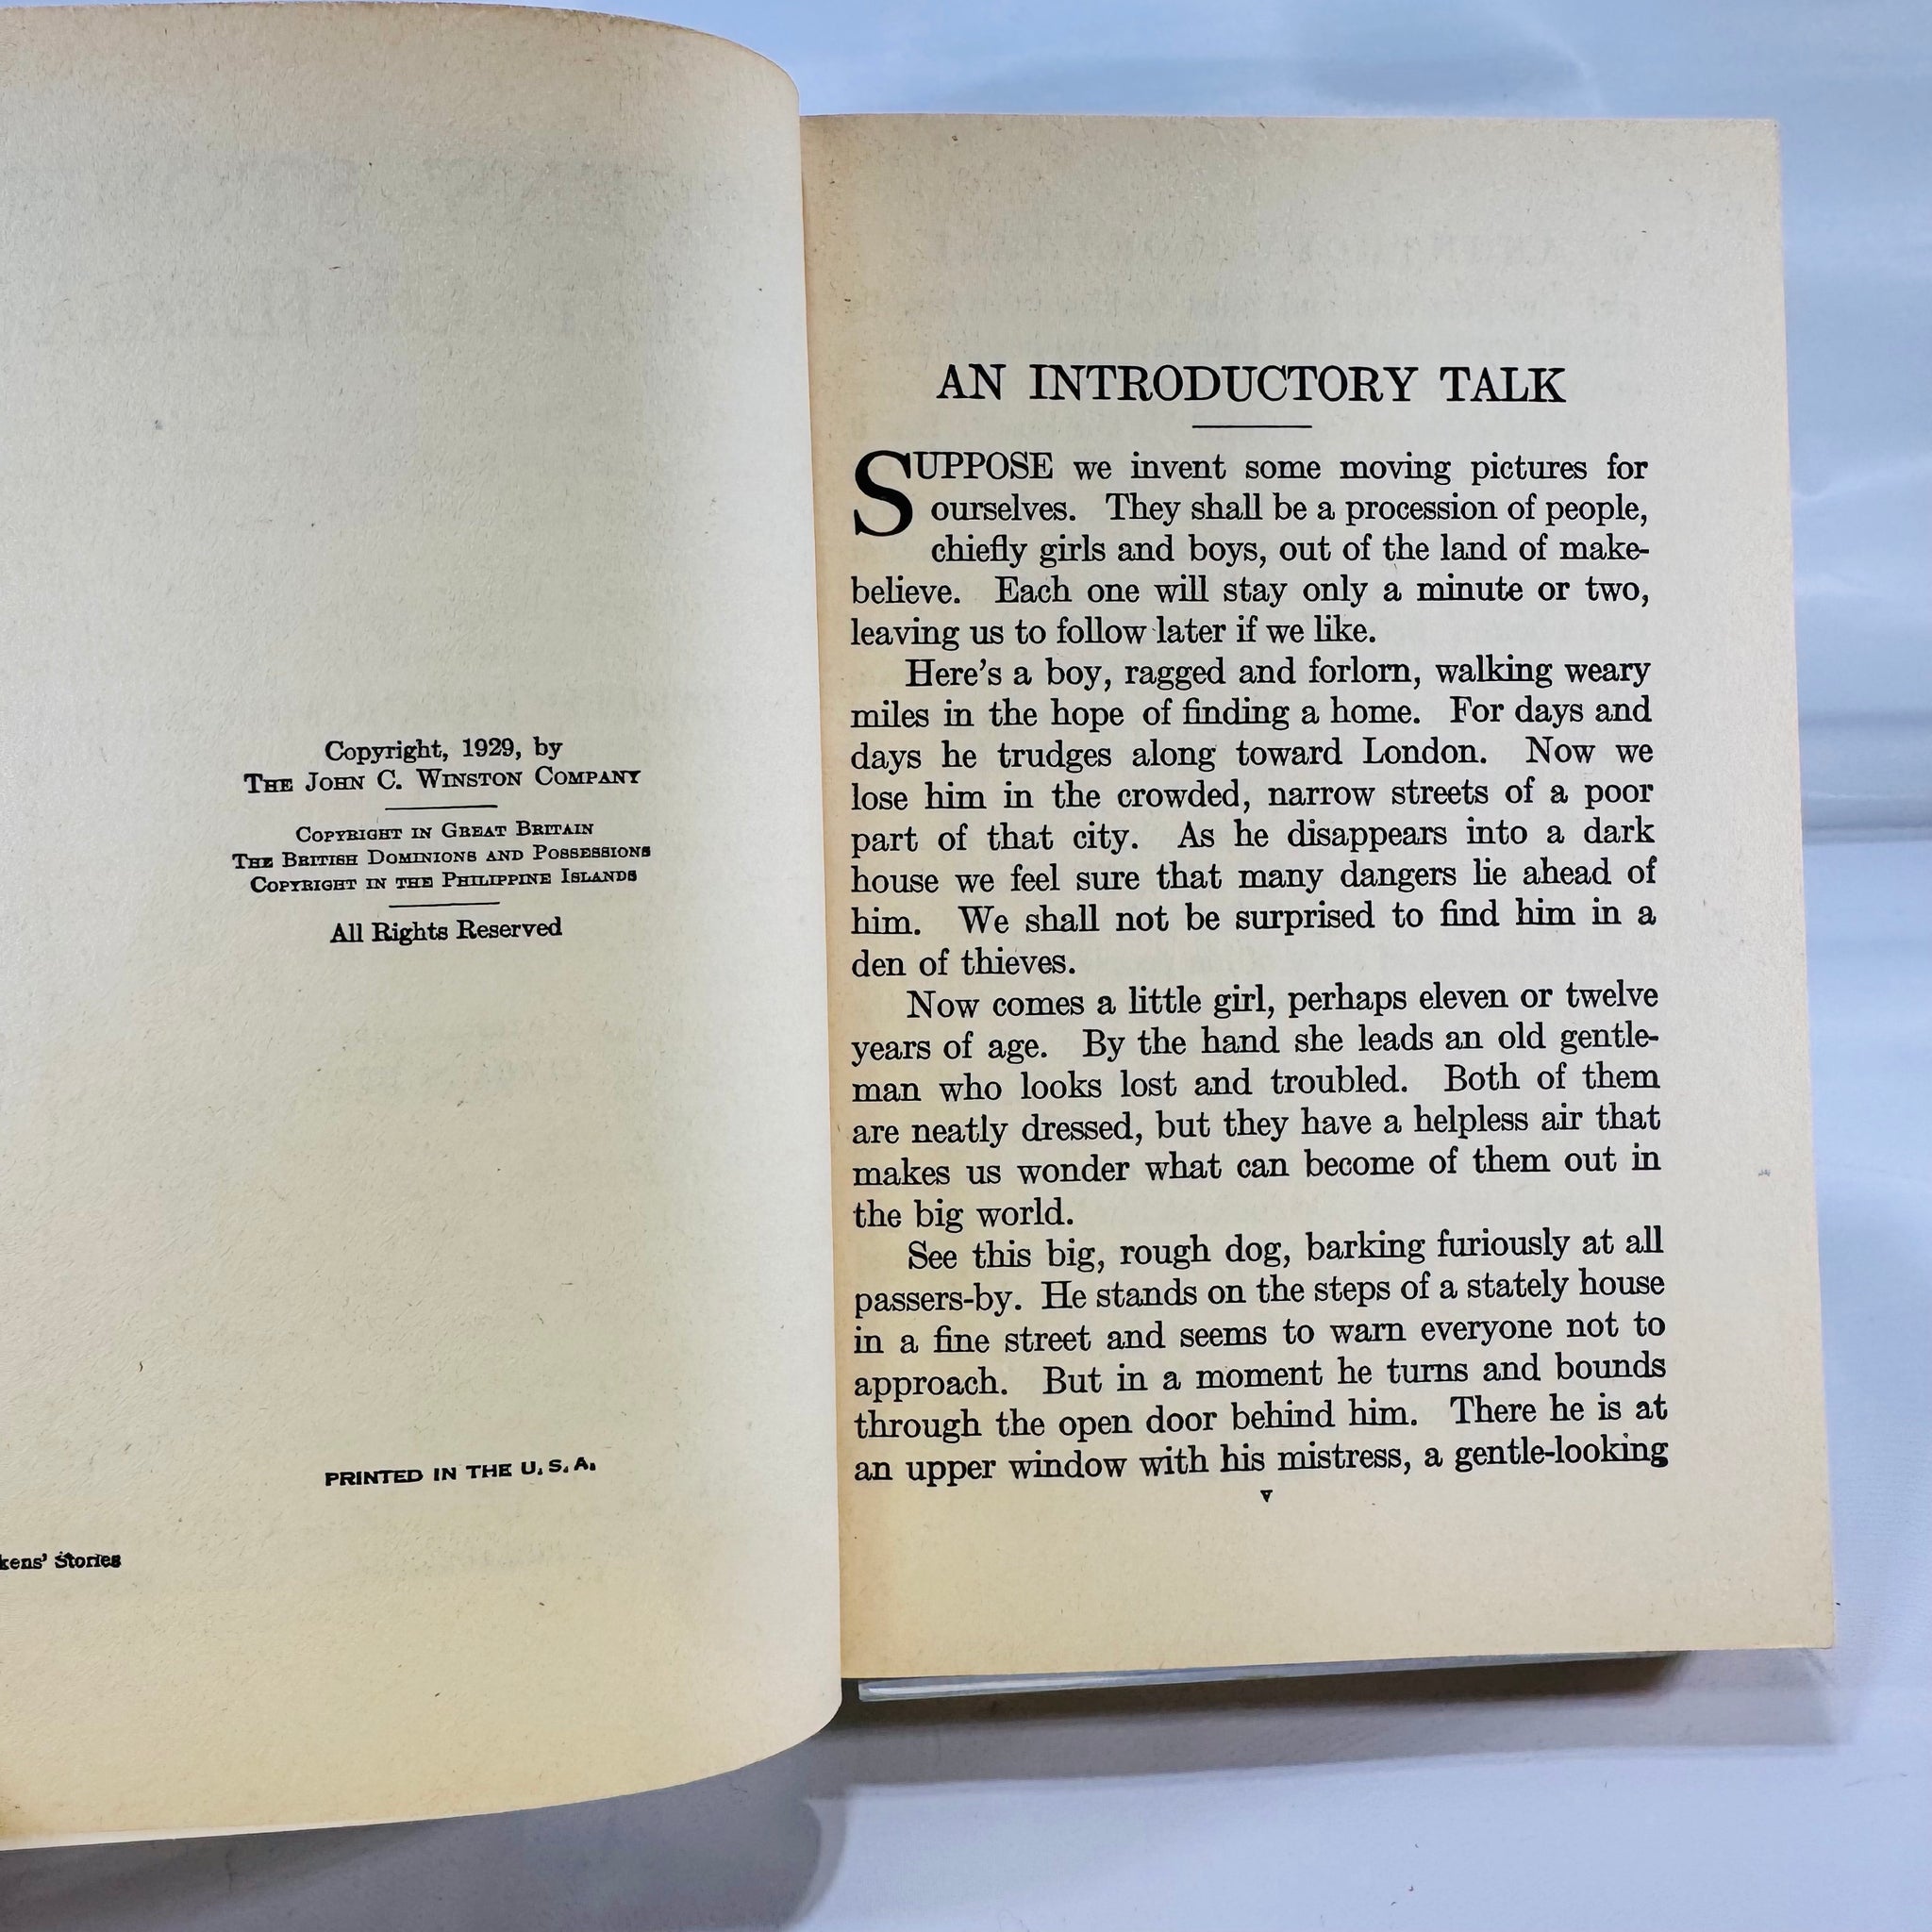 Copyright, 1929, by
THE JOHN C. WINSTON COMPANY
COPYRIGHT IN GREAT BRITAIN
THE BRITISH DOMINIONS AND POSSESSIONS
COPYRIGHT IN THE PHILIPPINE ISLANDS
All Rights Reserved
PRINTED IN THE U. S. A.
kens' Stories
AN INTRODUCTORY TALK
SUPPOSE we invent some moving pictures for
ourselves. They shall be a procession of people,
chiefly girls and boys, out of the land of make-
believe. Each one will stay only a minute or two,
leaving us to follow later if we like.
Here's a boy, ragged and forlorn, walking weary
miles in the hope of finding a home. For days and
days he trudges along toward London. Now we
lose him in the crowded, narrow streets of a poor
part of that city. As he disappears into a dark
house we feel sure that many dangers lie ahead of
him. We shall not be surprised to find him in a
den of thieves.
Now comes a little girl, perhaps eleven or twelve
years of age. By the hand she leads an old gentle-
man who looks lost and troubled. Both of them
are neatly dressed, but they have a helpless air that
makes us wonder what can become of them out in
the big world.
See this big, rough dog, barking furiously at all
passers-by. He stands on the steps of a stately house
in a fine street and seems to warn everyone not to
approach. But in a moment he turns and bounds
through the open door behind him. There he is at
an upper window with his mistress, a gentle-looking
v